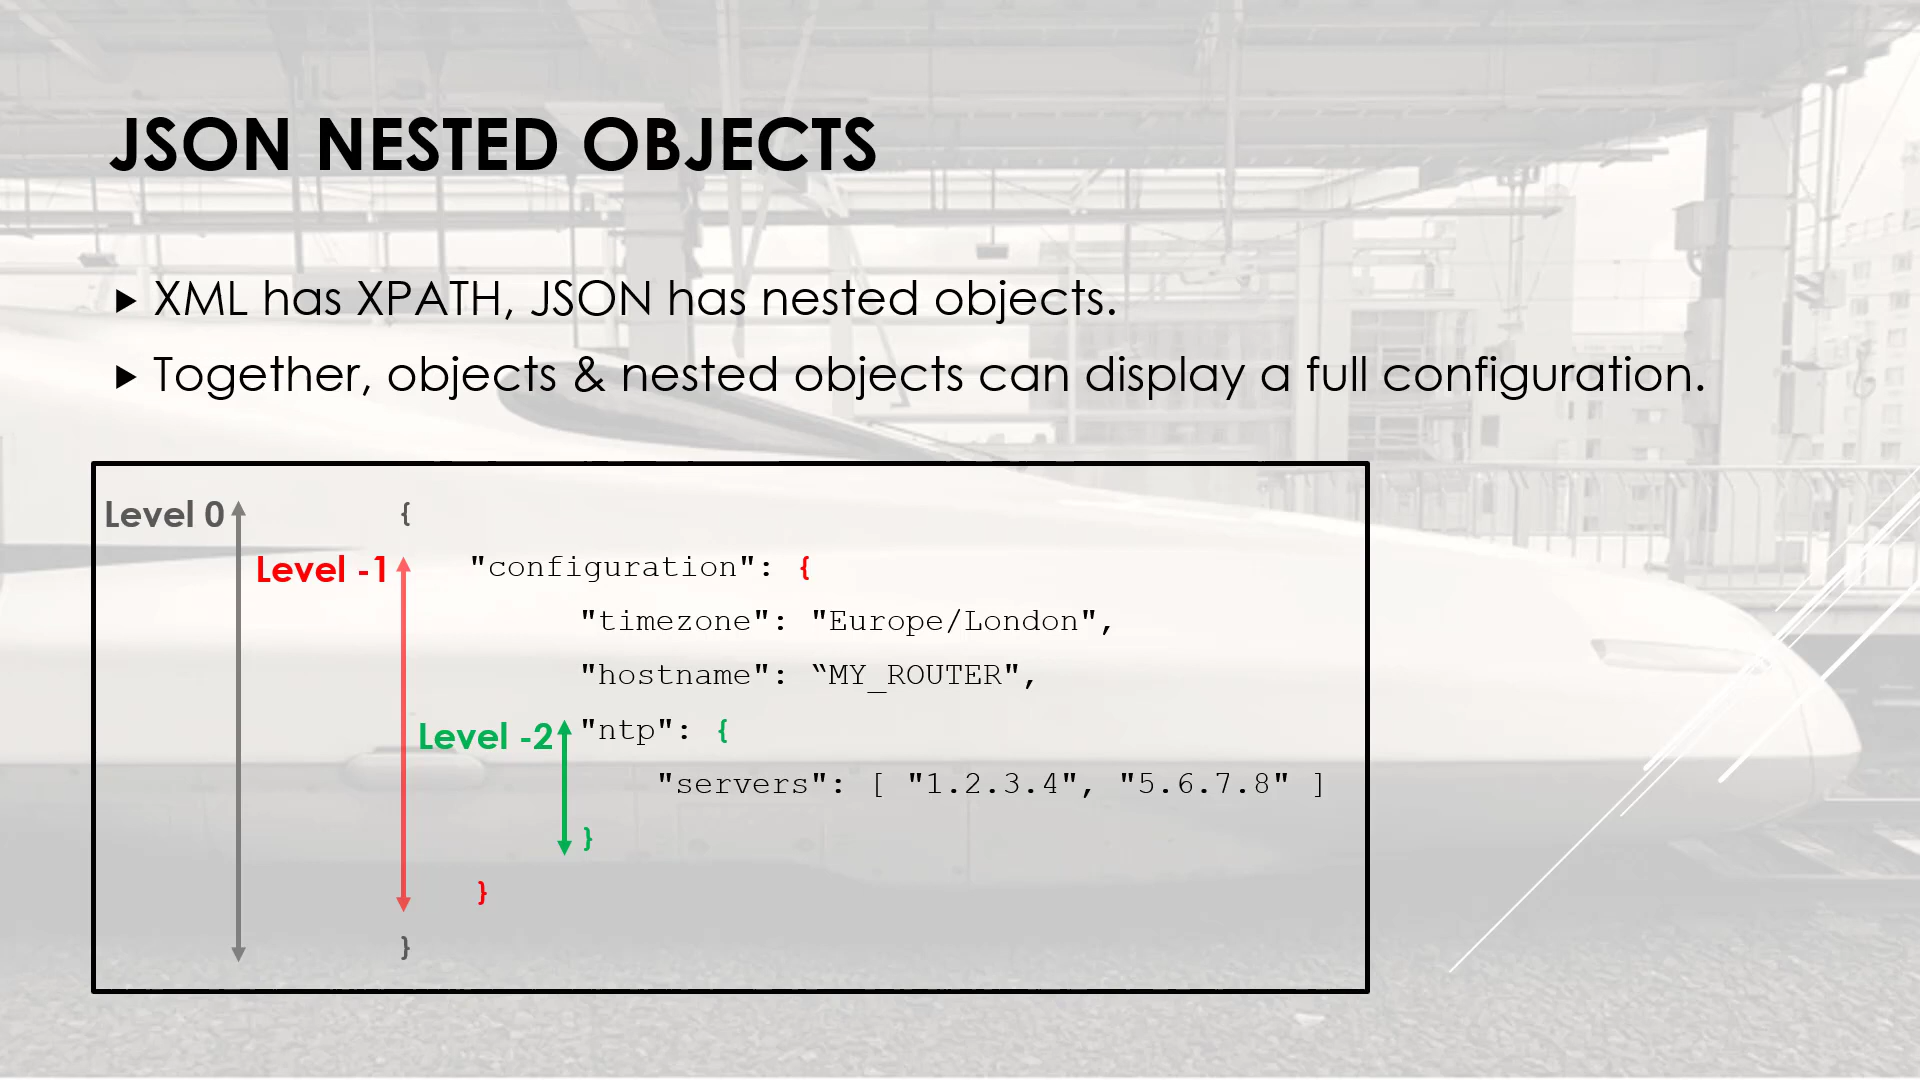 JSON NESTED OBJECTS
▶ XML has XPATH, JSON has nested objects.
▶ Together, objects & nested objects can display a full configuration.
Level 0 {
Level -1 "configuration": {
"timezone": "Europe/London",
"hostname": “MY_ROUTER",
Level -2 "ntp": {
"servers": [ "1.2.3.4", "5.6.7.8" ]
}
}
}